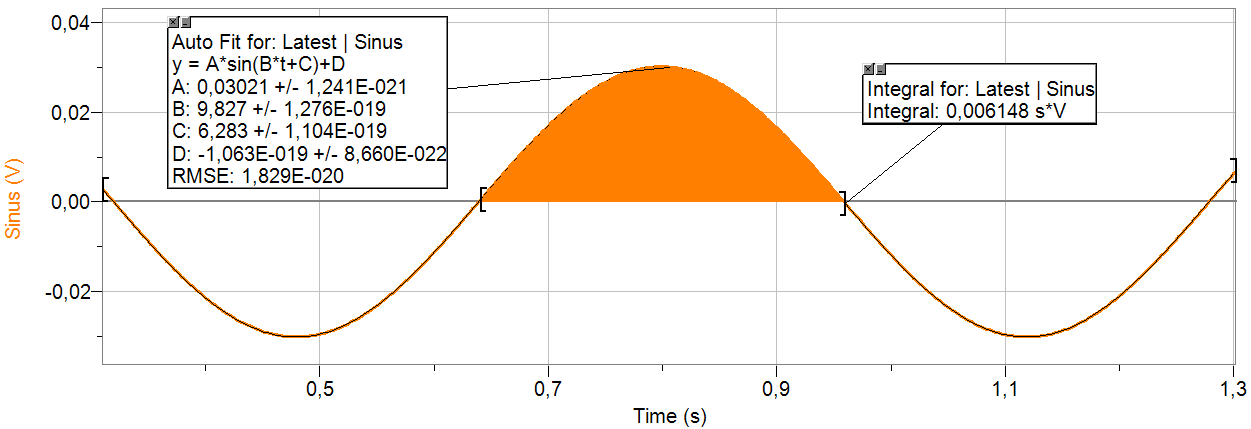 0,04
0,02
0,00
-0,02
Sinus (V)
Auto Fit for: Latest | Sinus
y = A*sin(B*t+C)+D
A: 0,03021 +/- 1,241E-021
B: 9,827 +/- 1,276E-019
C: 6,283 +/- 1,104E-019
D: -1,063E-019 +/- 8,660E-022
RMSE: 1,829E-020
Integral for: Latest | Sinus
Integral: 0,006148 s*V
0,5 0,7 0,9 1,1 1,3
Time (s)